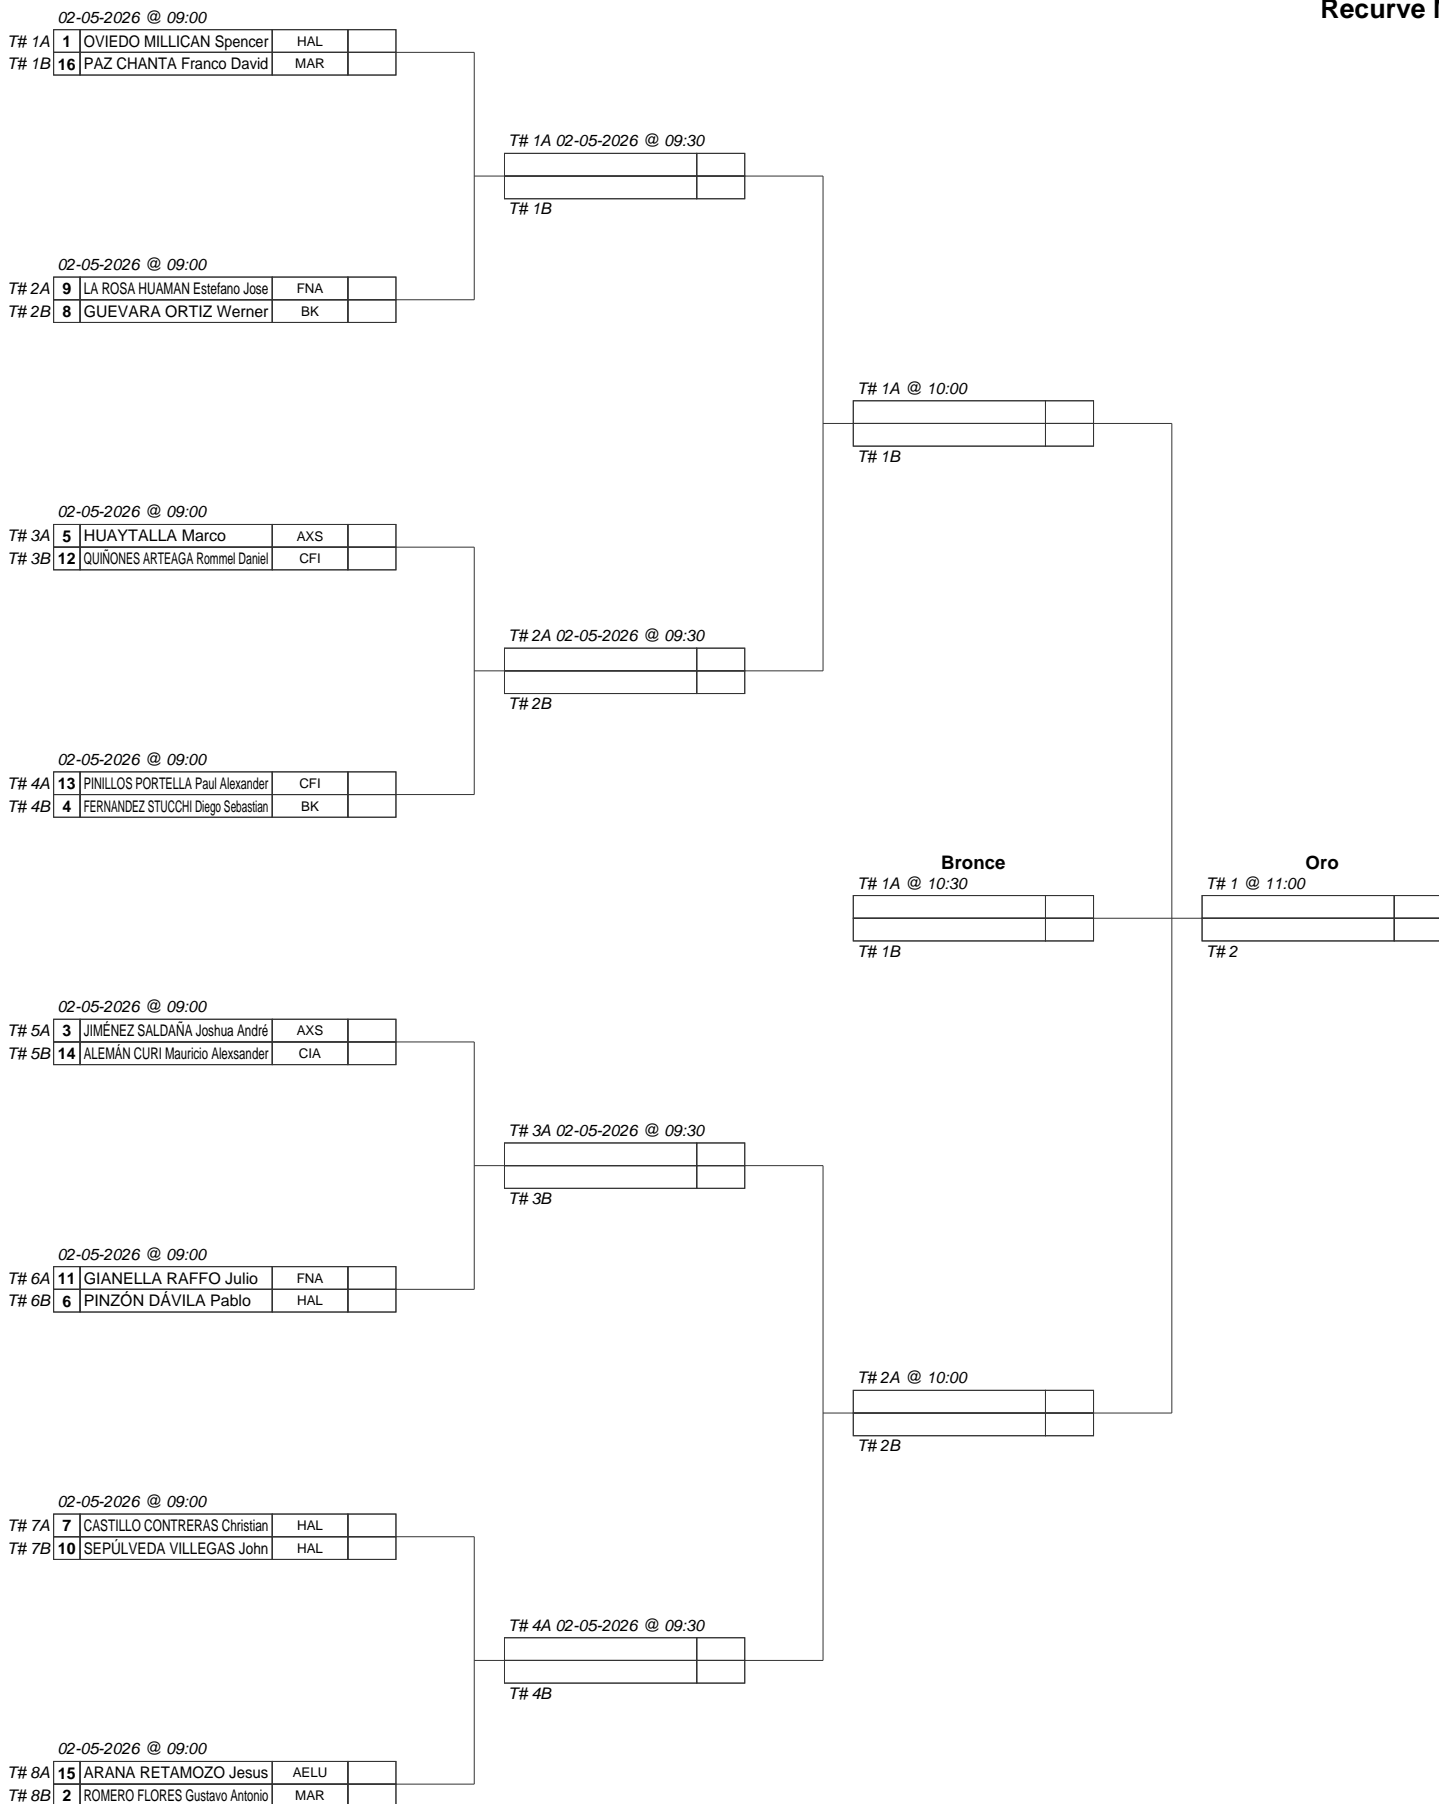 Recurve
02-05-2026 @ 09:00
T# 1A 1 OVIEDO MILLICAN Spencer HAL
T# 1B 16 PAZ CHANTA Franco David MAR
T# 1A 02-05-2026 @ 09:30
T# 1B
02-05-2026 @ 09:00
T# 2A 9 LA ROSA HUAMAN Estefano Jose FNA
T# 2B 8 GUEVARA ORTIZ Werner BK
T# 1A @ 10:00
T# 1B
02-05-2026 @ 09:00
T# 3A 5 HUAYTALLA Marco AXS
T# 3B 12 QUIÑONES ARTEAGA Rommel Daniel CFI
T# 2A 02-05-2026 @ 09:30
T# 2B
02-05-2026 @ 09:00
T# 4A 13 PINILLOS PORTELLA Paul Alexander CFI
T# 4B 4 FERNANDEZ STUCCHI Diego Sebastian BK
Bronce Oro
T# 1A @ 10:30 T# 1 @ 11:00
T# 1B T# 2
02-05-2026 @ 09:00
T# 5A 3 JIMÉNEZ SALDAÑA Joshua André AXS
T# 5B 14 ALEMÁN CURI Mauricio Alexsander CIA
T# 3A 02-05-2026 @ 09:30
T# 3B
02-05-2026 @ 09:00
T# 6A 11 GIANELLA RAFFO Julio FNA
T# 6B 6 PINZÓN DÁVILA Pablo HAL
T# 2A @ 10:00
T# 2B
02-05-2026 @ 09:00
T# 7A 7 CASTILLO CONTRERAS Christian HAL
T# 7B 10 SEPÚLVEDA VILLEGAS John HAL
T# 4A 02-05-2026 @ 09:30
T# 4B
02-05-2026 @ 09:00
T# 8A 15 ARANA RETAMOZO Jesus AELU
T# 8B 2 ROMERO FLORES Gustavo Antonio MAR